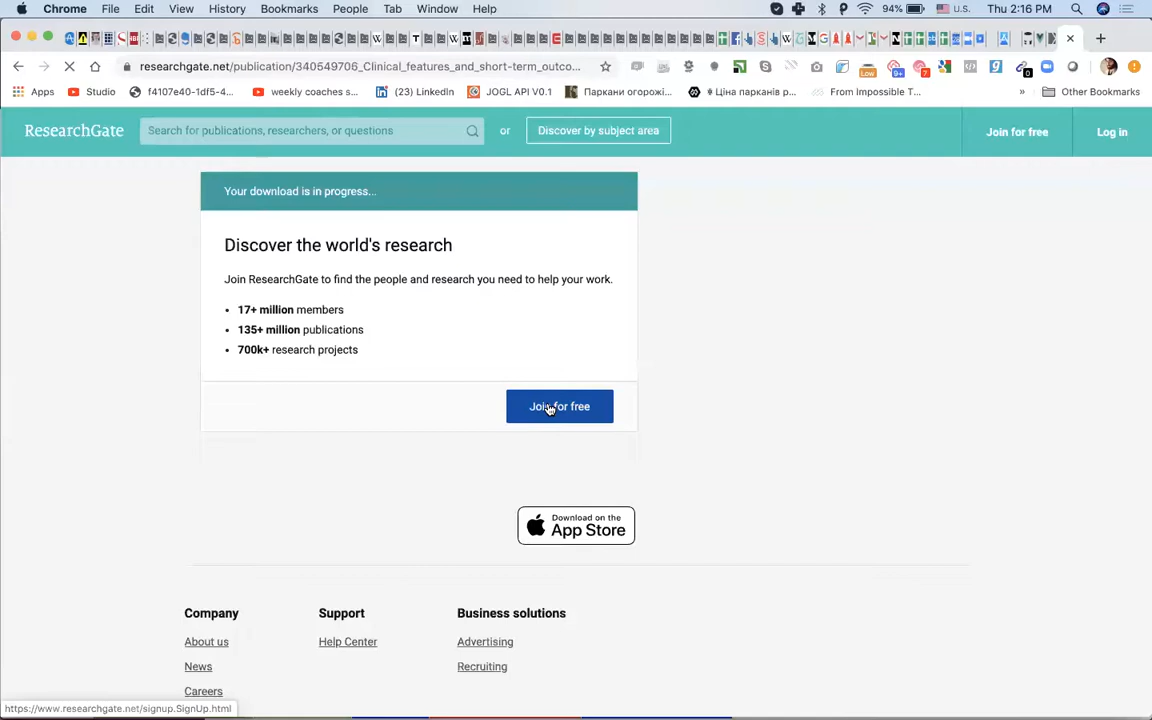 Chrome File Edit View History Bookmarks People Tab Window Help 94% U.S. Thu 2:16 PM
researchgate.net/publication/340649706_Clinical_features_and_short-term_outco...
Apps Studio f4107e40-1df5-4... weekly coaches s... (23) LinkedIn JOGL API V0.1 Паркани огорожі... Ціна парканів р... From Impossible T... » Other Bookmarks
ResearchGate Search for publications, researchers, or questions or Discover by subject area Join for free Log in
Your download is in progress...
Discover the world's research
Join ResearchGate to find the people and research you need to help your work.
• 17+ million members
• 135+ million publications
• 700k+ research projects
Join for free
Download on the
App Store
Company Support Business solutions
About us Help Center Advertising
News Recruiting
Careers
https://www.researchgate.net/signup.SignUp.html